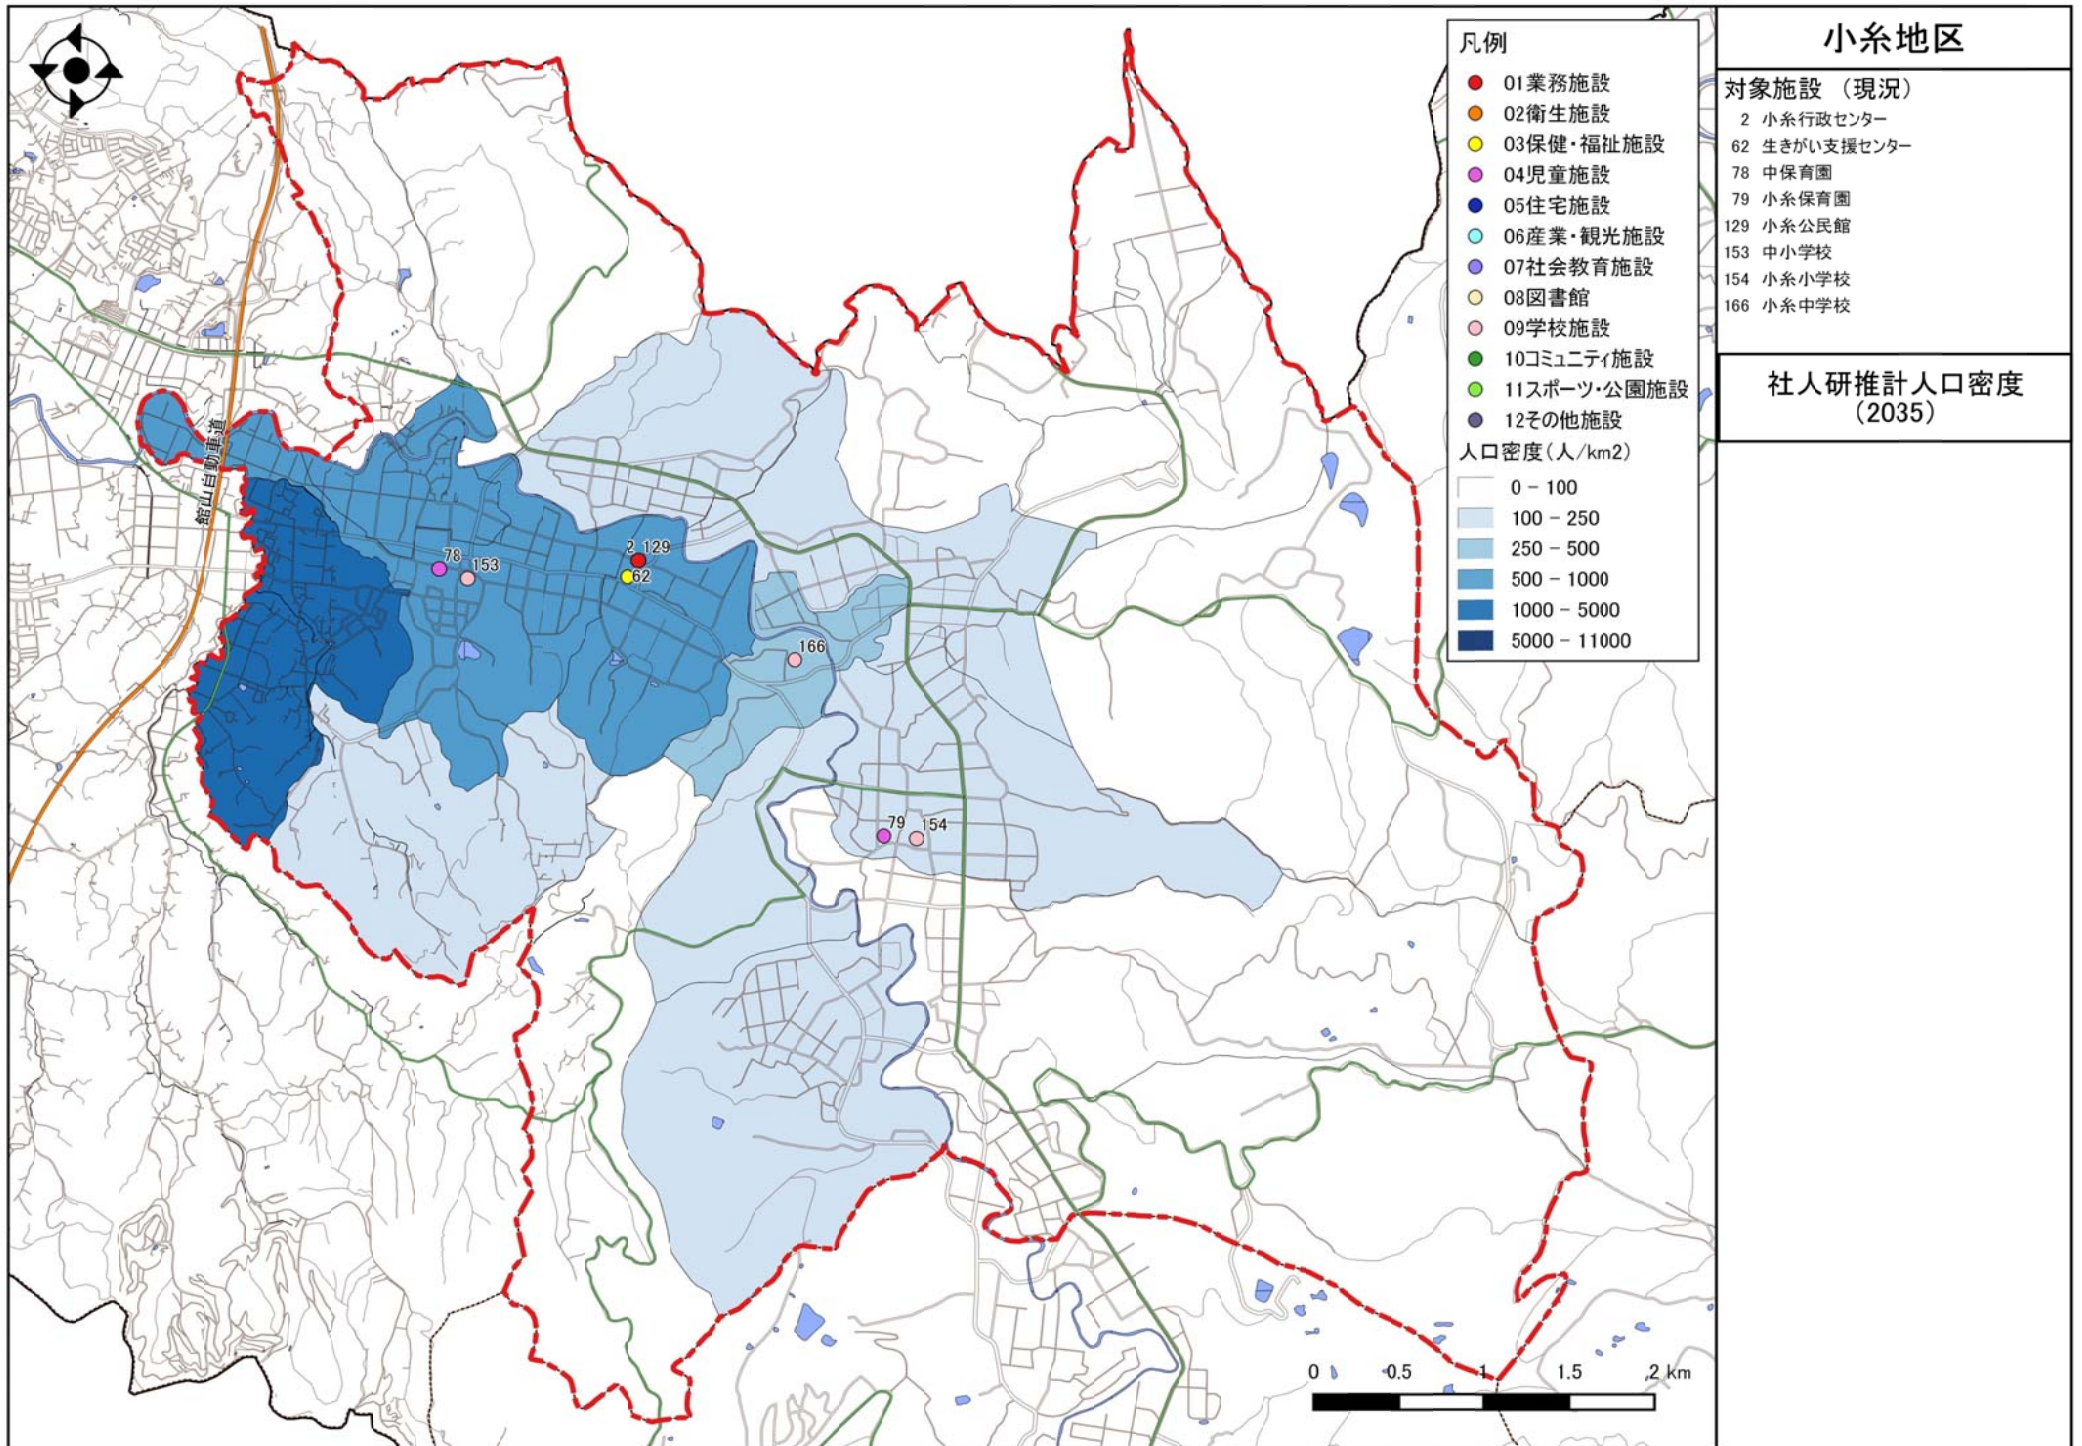 小糸地区
対象施設 （現況）
2 小糸行政センター
62 生きがい支援センター
78 中保育園
79 小糸保育園
129 小糸公民館
153 中小学校
154 小糸小学校
166 小糸中学校
社人研推計人口密度
（2035）
凡例
01業務施設
02衛生施設
03保健・福祉施設
04児童施設
05住宅施設
06産業・観光施設
07社会教育施設
08図書館
09学校施設
10コミュニティ施設
11スポーツ・公園施設
12その他施設
人口密度(人/km2)
0 - 100
100 - 250
250 - 500
500 - 1000
1000 - 5000
5000 - 11000
館山自動車道
2 129
78
153
62
166
79
154
0 0.5 1 1.5 2 km